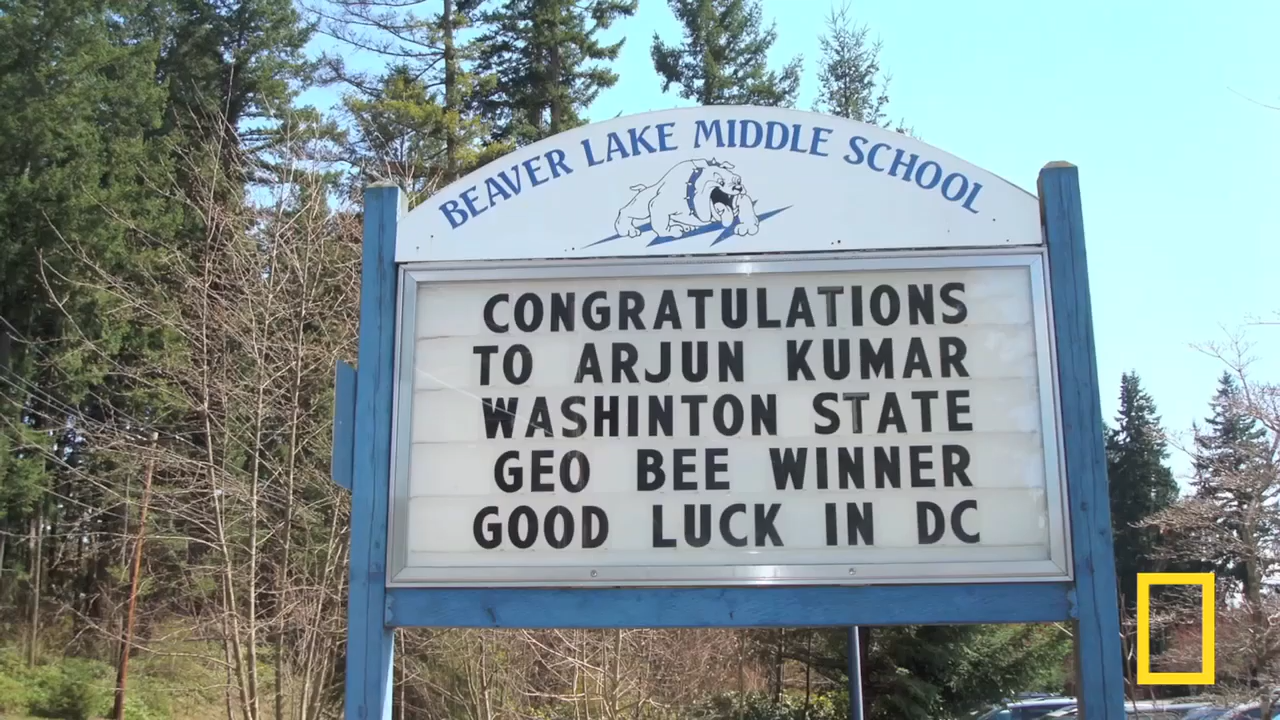 BEAVER LAKE MIDDLE SCHOOL
CONGRATULATIONS
TO ARJUN KUMAR
WASHINTON STATE
GEO BEE WINNER
GOOD LUCK IN DC